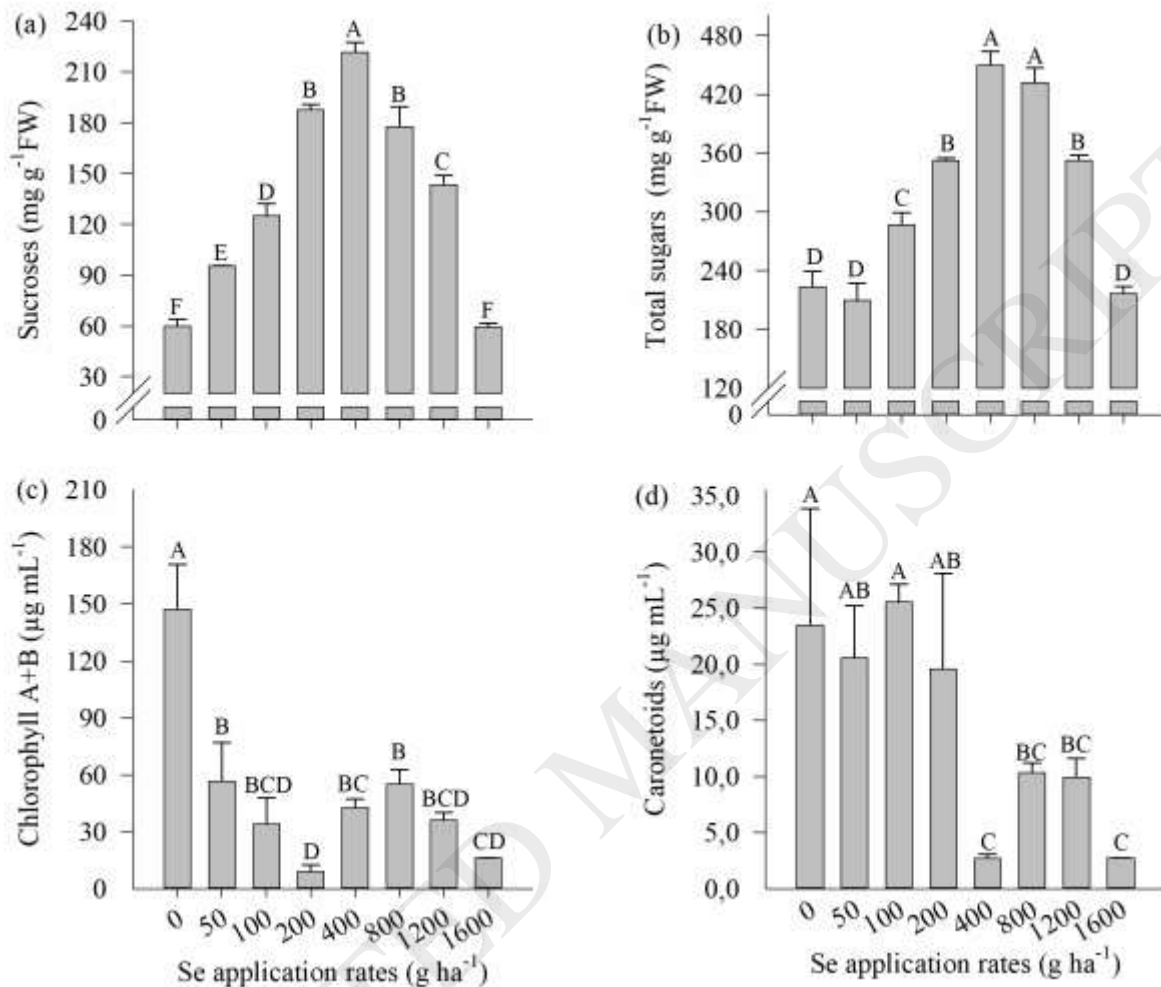 (a)
Sucroses (mg g⁻¹FW)
240
210
180
150
120
90
60
30
0
F
E
D
B
A
B
C
F
(b)
Total sugars (mg g⁻¹FW)
480
420
360
300
240
180
120
0
D
D
C
B
A
A
B
D
(c)
Chlorophyll A+B (µg mL⁻¹)
210
180
150
120
90
60
30
0
A
B
BCD
D
BC
B
BCD
CD
0
50
100
200
400
800
1200
1600
Se application rates (g ha⁻¹)
(d)
Caronetoids (µg mL⁻¹)
35,0
30,0
25,0
20,0
15,0
10,0
5,0
0,0
A
AB
A
AB
C
BC
BC
C
0
50
100
200
400
800
1200
1600
Se application rates (g ha⁻¹)
TED MANUSCRIPT